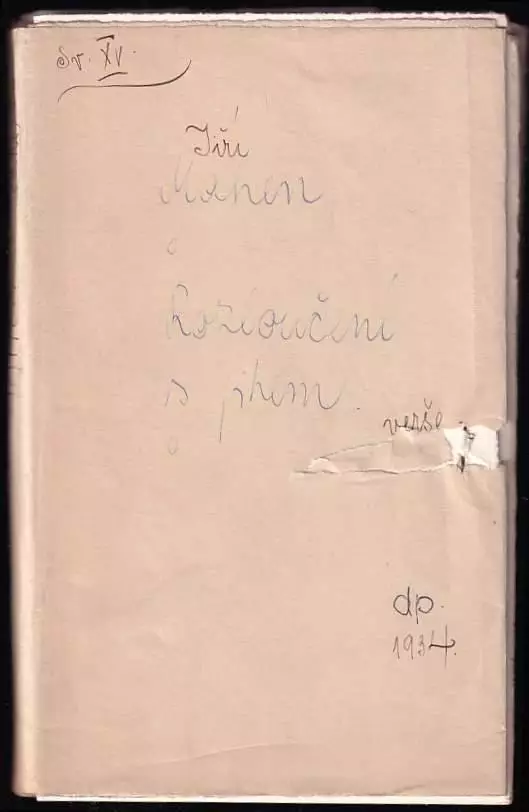 Sv. XV.
Jiří
Mahen
Rozloučení
s jihem.
verše
dp.
1934.